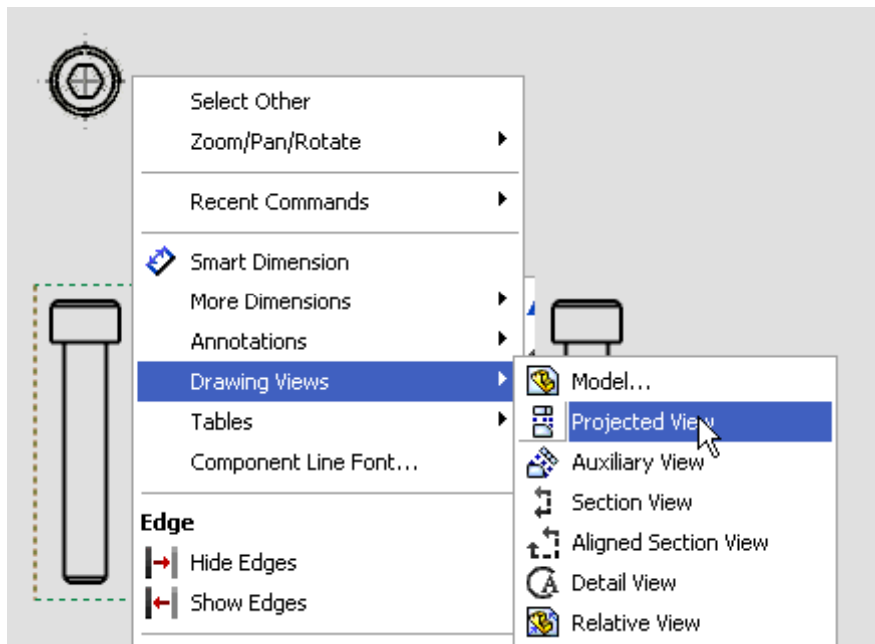 Select Other
Zoom/Pan/Rotate
Recent Commands
Smart Dimension
More Dimensions
Annotations
Drawing Views
Tables
Component Line Font...
Edge
Hide Edges
Show Edges
Model...
Projected View
Auxiliary View
Section View
Aligned Section View
Detail View
Relative View